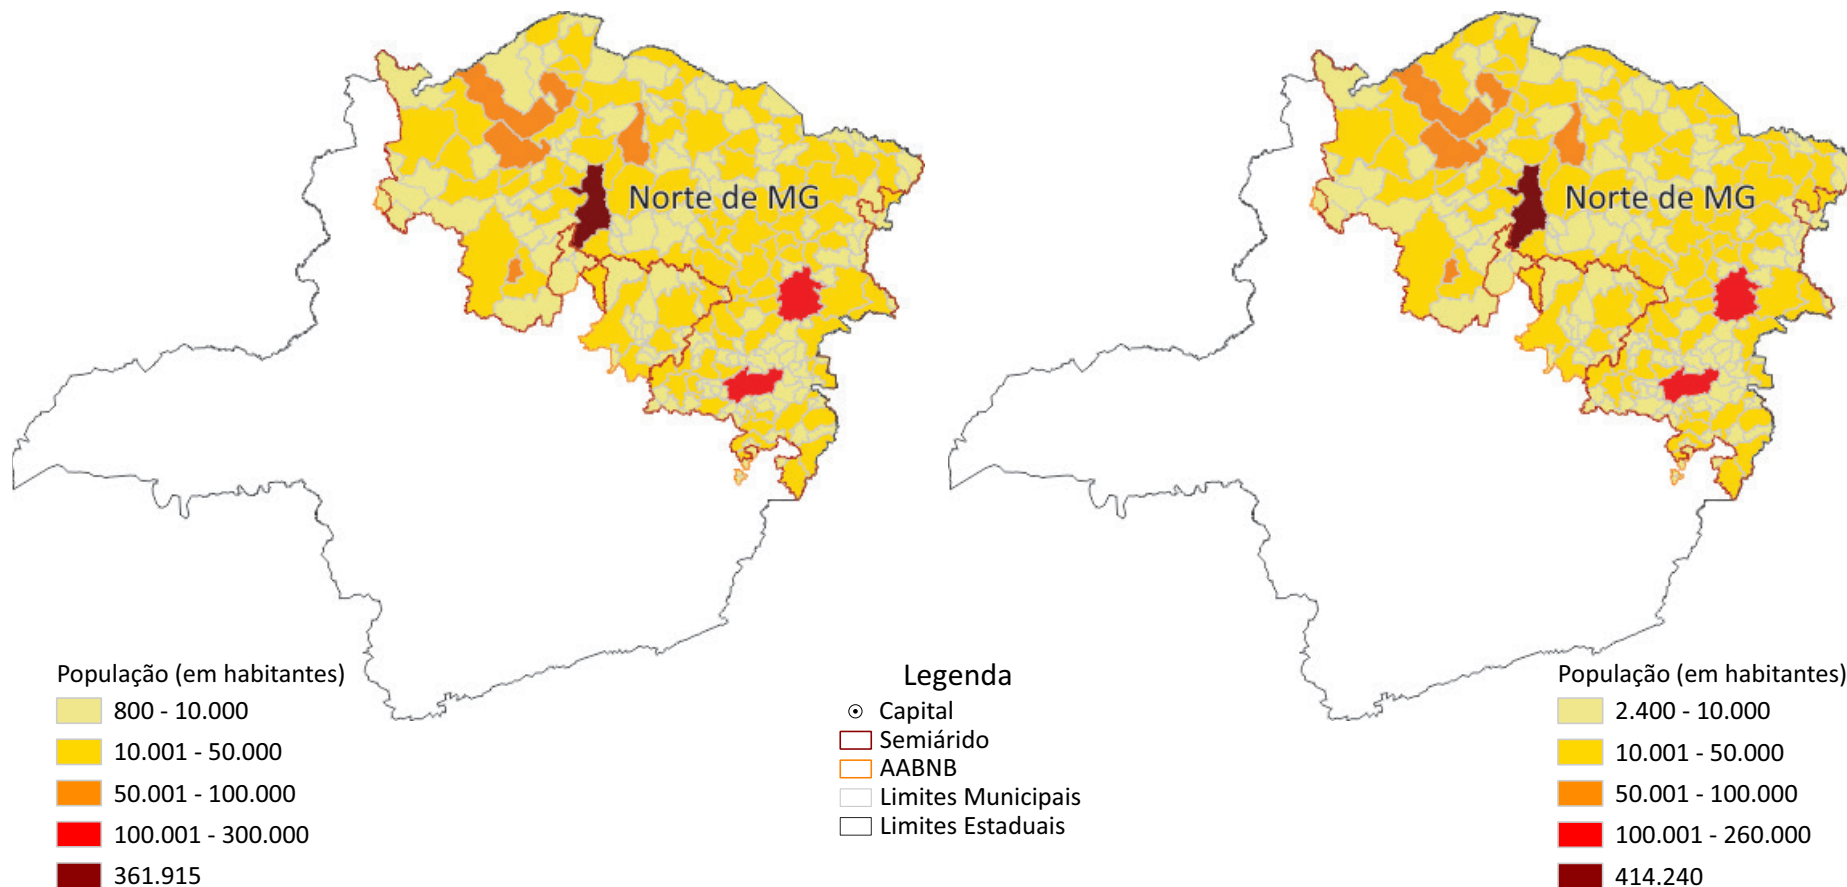 Norte de MG
Norte de MG
População (em habitantes)
800 - 10.000
10.001 - 50.000
50.001 - 100.000
100.001 - 300.000
361.915
Legenda
Capital
Semiárido
AABNB
Limites Municipais
Limites Estaduais
População (em habitantes)
2.400 - 10.000
10.001 - 50.000
50.001 - 100.000
100.001 - 260.000
414.240